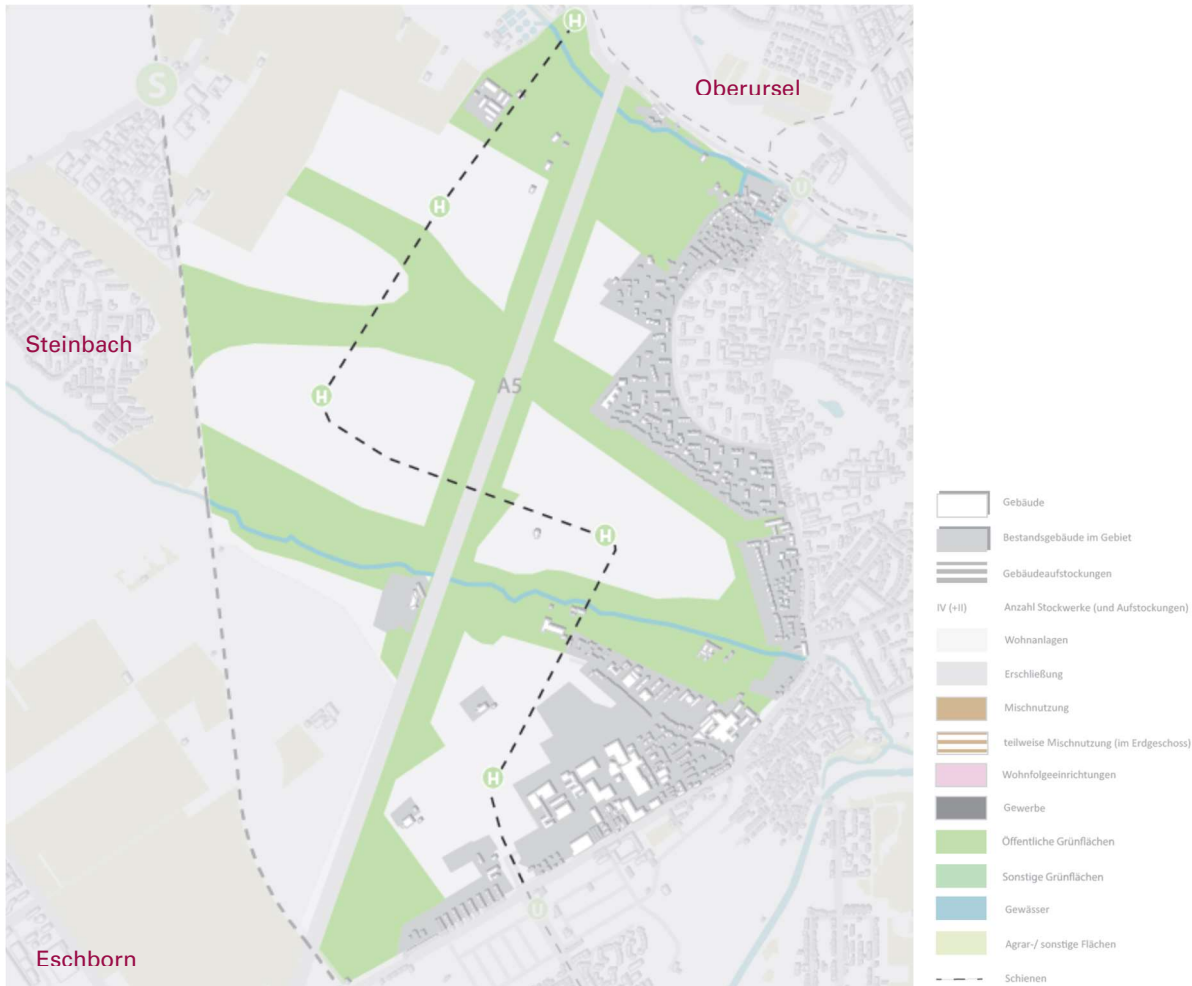 H
Oberursel
S
U
H
Steinbach
A5
H
H
H
U
Eschborn
Gebäude
Bestandsgebäude im Gebiet
Gebäudeaufstockungen
IV (+II) Anzahl Stockwerke (und Aufstockungen)
Wohnanlagen
Erschließung
Mischnutzung
teilweise Mischnutzung (im Erdgeschoss)
Wohnfolgeeinrichtungen
Gewerbe
Öffentliche Grünflächen
Sonstige Grünflächen
Gewässer
Agrar-/ sonstige Flächen
Schienen